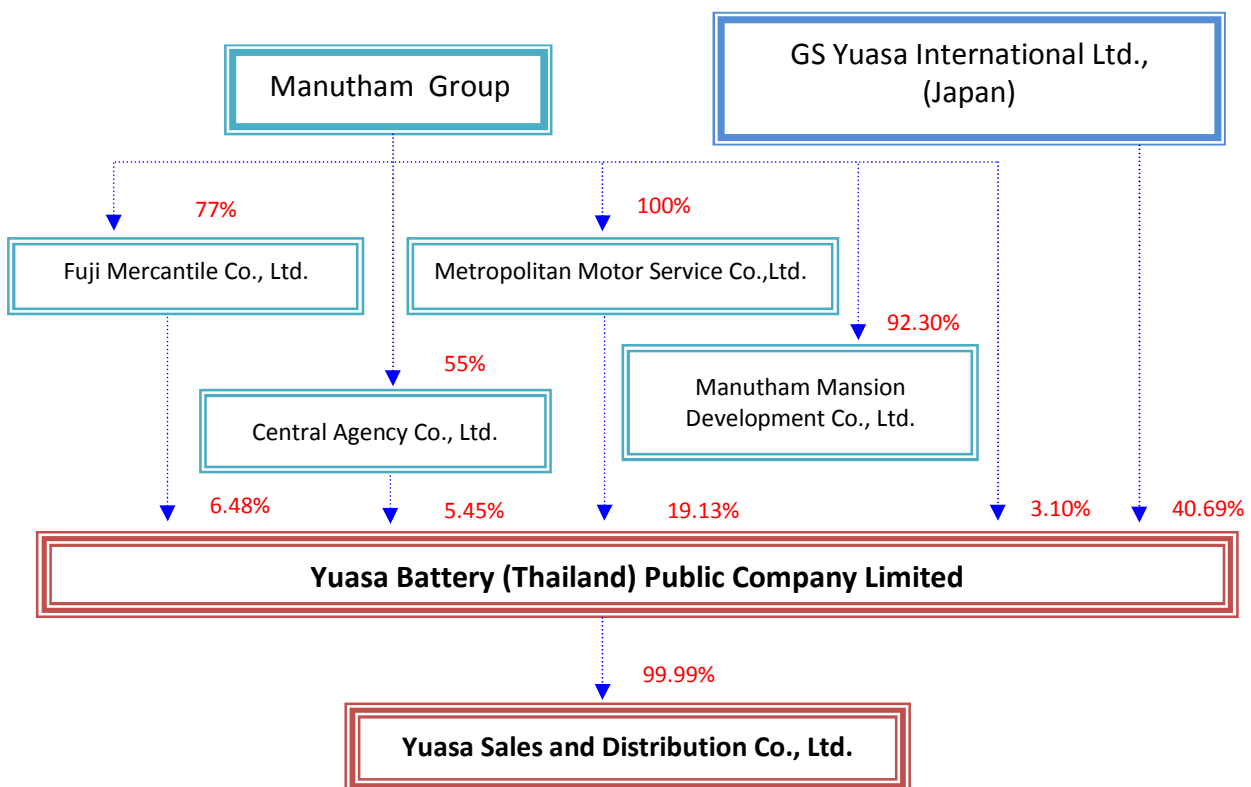 Manutham Group
GS Yuasa International Ltd.,
(Japan)
77%
100%
Fuji Mercantile Co., Ltd.
Metropolitan Motor Service Co.,Ltd.
92.30%
55%
Manutham Mansion
Development Co., Ltd.
Central Agency Co., Ltd.
6.48%
5.45%
19.13%
3.10%
40.69%
Yuasa Battery (Thailand) Public Company Limited
99.99%
Yuasa Sales and Distribution Co., Ltd.